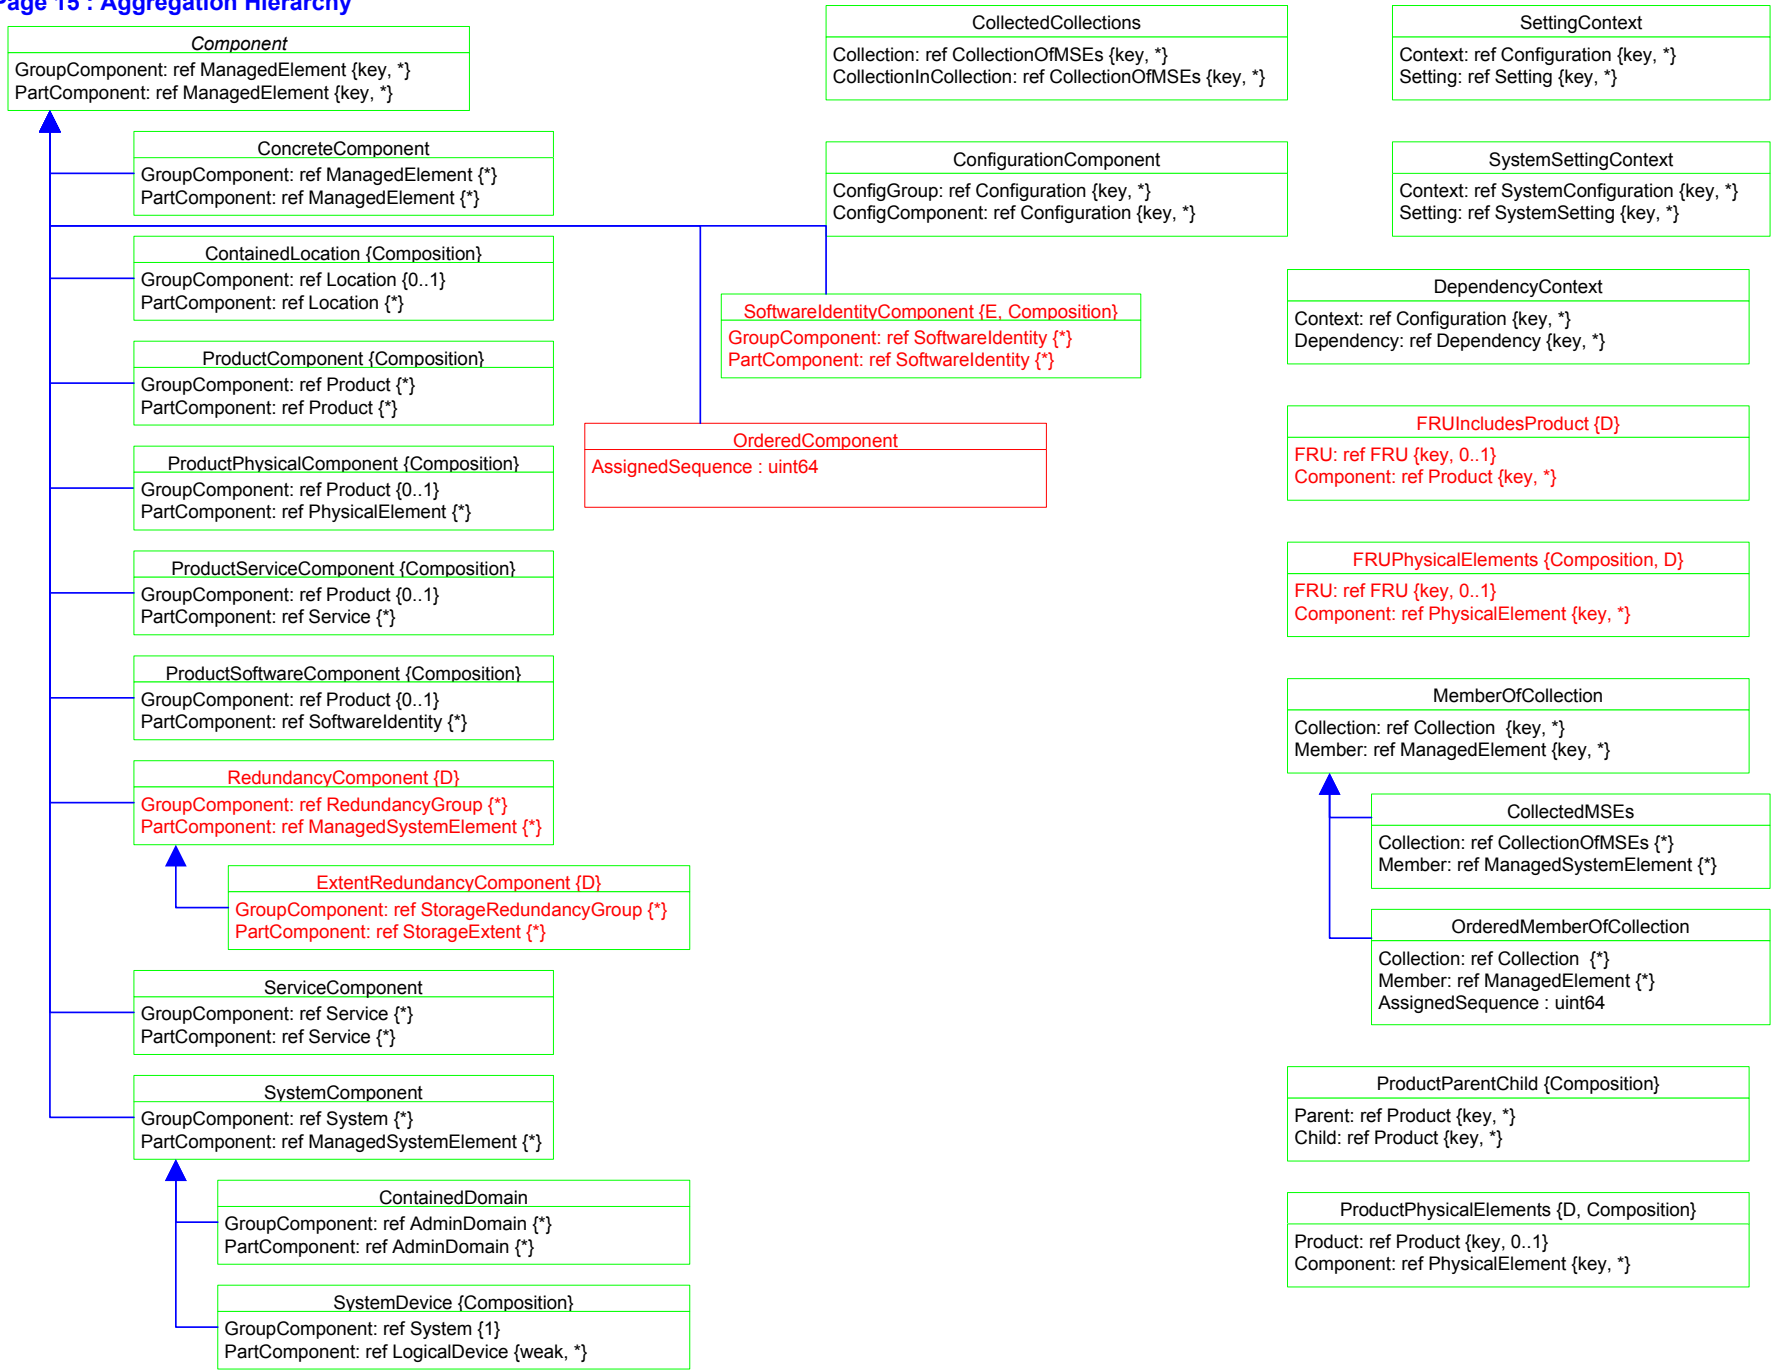 Page 15 : Aggregation Hierarchy
Component
GroupComponent: ref ManagedElement {key, *}
PartComponent: ref ManagedElement {key, *}
ConcreteComponent
GroupComponent: ref ManagedElement {*}
PartComponent: ref ManagedElement {*}
ContainedLocation {Composition}
GroupComponent: ref Location {0..1}
PartComponent: ref Location {*}
ProductComponent {Composition}
GroupComponent: ref Product {*}
PartComponent: ref Product {*}
ProductPhysicalComponent {Composition}
GroupComponent: ref Product {0..1}
PartComponent: ref PhysicalElement {*}
ProductServiceComponent {Composition}
GroupComponent: ref Product {0..1}
PartComponent: ref Service {*}
ProductSoftwareComponent {Composition}
GroupComponent: ref Product {0..1}
PartComponent: ref SoftwareIdentity {*}
RedundancyComponent {D}
GroupComponent: ref RedundancyGroup {*}
PartComponent: ref ManagedSystemElement {*}
ExtentRedundancyComponent {D}
GroupComponent: ref StorageRedundancyGroup {*}
PartComponent: ref StorageExtent {*}
ServiceComponent
GroupComponent: ref Service {*}
PartComponent: ref Service {*}
SystemComponent
GroupComponent: ref System {*}
PartComponent: ref ManagedSystemElement {*}
ContainedDomain
GroupComponent: ref AdminDomain {*}
PartComponent: ref AdminDomain {*}
SystemDevice {Composition}
GroupComponent: ref System {1}
PartComponent: ref LogicalDevice {weak, *}
CollectedCollections
Collection: ref CollectionOfMSEs {key, *}
CollectionInCollection: ref CollectionOfMSEs {key, *}
ConfigurationComponent
ConfigGroup: ref Configuration {key, *}
ConfigComponent: ref Configuration {key, *}
SoftwareIdentityComponent {E, Composition}
GroupComponent: ref SoftwareIdentity {*}
PartComponent: ref SoftwareIdentity {*}
OrderedComponent
AssignedSequence : uint64
SettingContext
Context: ref Configuration {key, *}
Setting: ref Setting {key, *}
SystemSettingContext
Context: ref SystemConfiguration {key, *}
Setting: ref SystemSetting {key, *}
DependencyContext
Context: ref Configuration {key, *}
Dependency: ref Dependency {key, *}
FRUIncludesProduct {D}
FRU: ref FRU {key, 0..1}
Component: ref Product {key, *}
FRUPhysicalElements {Composition, D}
FRU: ref FRU {key, 0..1}
Component: ref PhysicalElement {key, *}
MemberOfCollection
Collection: ref Collection  {key, *}
Member: ref ManagedElement {key, *}
CollectedMSEs
Collection: ref CollectionOfMSEs {*}
Member: ref ManagedSystemElement {*}
OrderedMemberOfCollection
Collection: ref Collection  {*}
Member: ref ManagedElement {*}
AssignedSequence : uint64
ProductParentChild {Composition}
Parent: ref Product {key, *}
Child: ref Product {key, *}
ProductPhysicalElements {D, Composition}
Product: ref Product {key, 0..1}
Component: ref PhysicalElement {key, *}